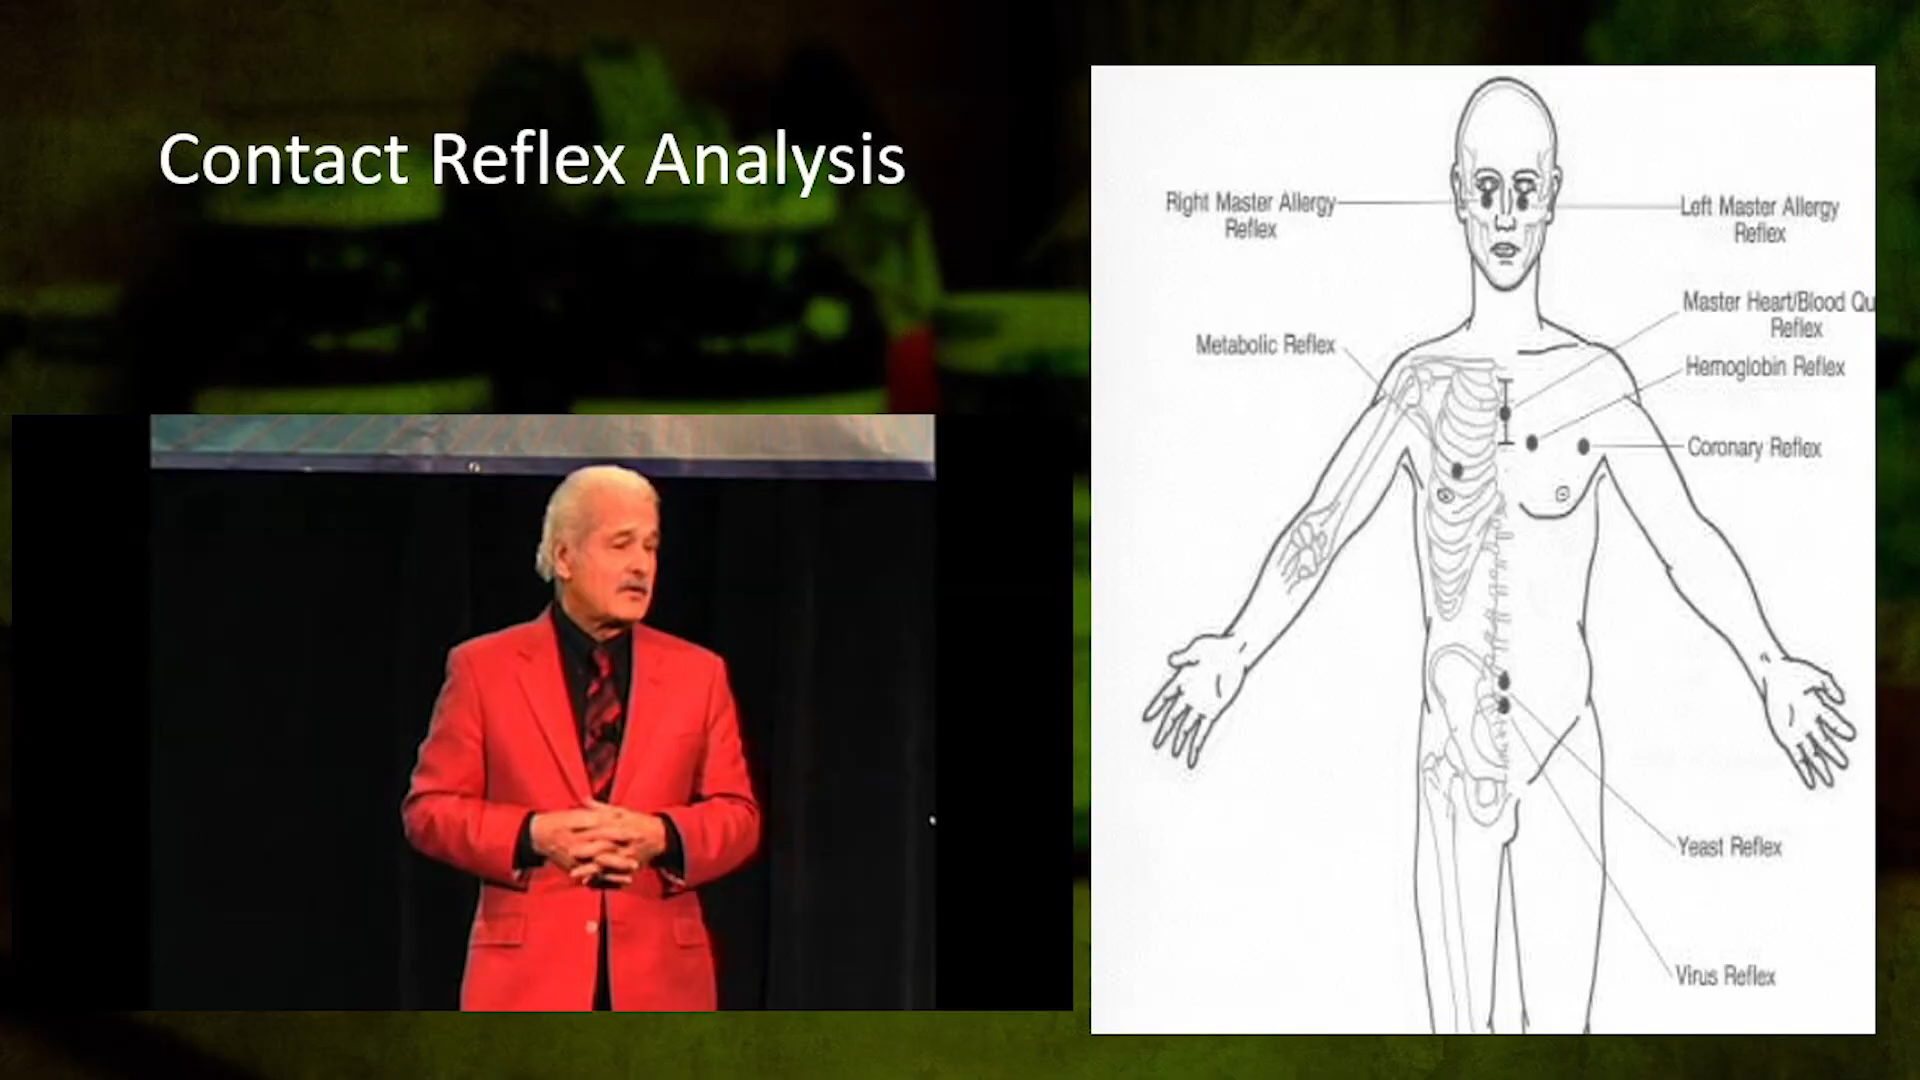 Contact Reflex Analysis
Right Master Allergy
Reflex
Left Master Allergy
Reflex
Master Heart/Blood Qu
Reflex
Metabolic Reflex
Hemoglobin Reflex
Coronary Reflex
Yeast Reflex
Virus Reflex